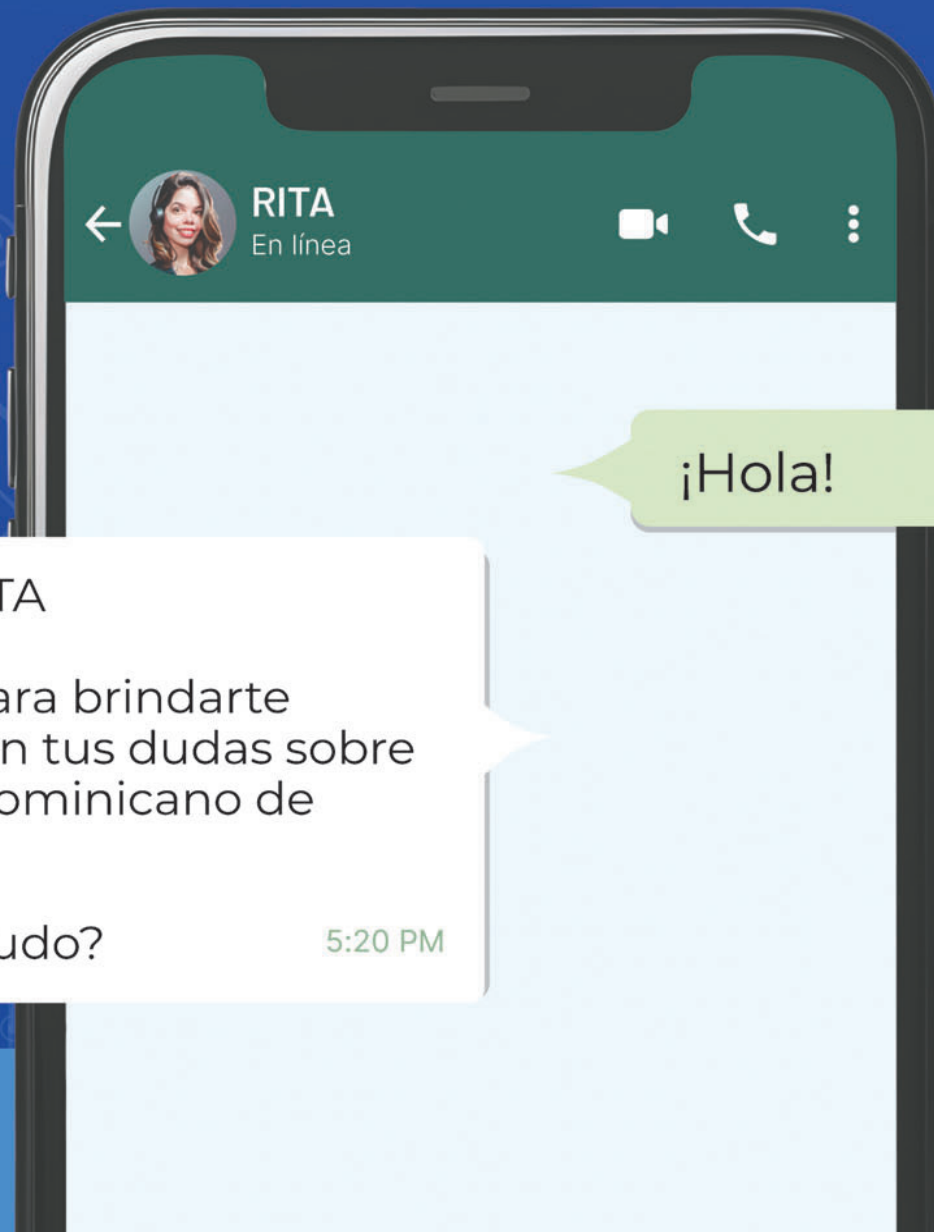 RITA
En línea
¡Hola!
TA
ara brindarte
n tus dudas sobre
ominicano de
udo?
5:20 PM